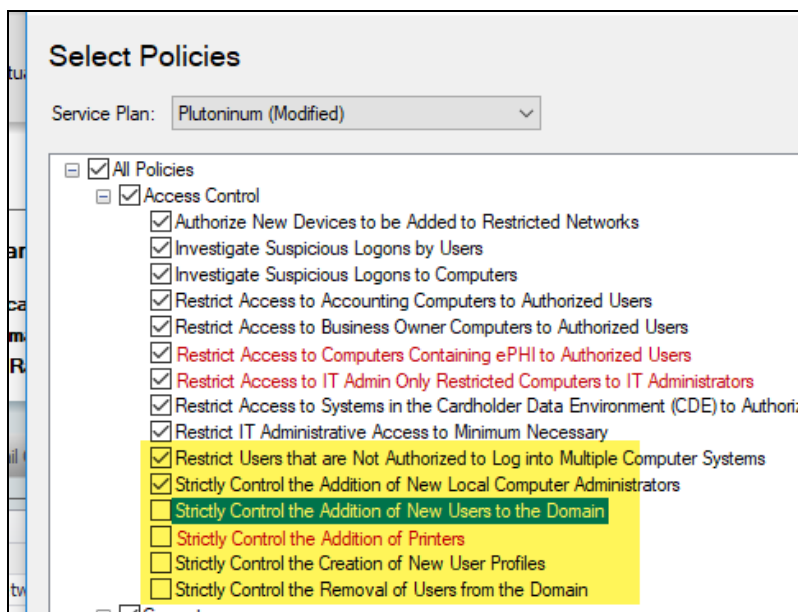 Select Policies
Service Plan: Plutoninum (Modified)
All Policies
Access Control
Authorize New Devices to be Added to Restricted Networks
Investigate Suspicious Logons by Users
Investigate Suspicious Logons to Computers
Restrict Access to Accounting Computers to Authorized Users
Restrict Access to Business Owner Computers to Authorized Users
Restrict Access to Computers Containing ePHI to Authorized Users
Restrict Access to IT Admin Only Restricted Computers to IT Administrators
Restrict Access to Systems in the Cardholder Data Environment (CDE) to Authoriz
Restrict IT Administrative Access to Minimum Necessary
Restrict Users that are Not Authorized to Log into Multiple Computer Systems
Strictly Control the Addition of New Local Computer Administrators
Strictly Control the Addition of New Users to the Domain
Strictly Control the Addition of Printers
Strictly Control the Creation of New User Profiles
Strictly Control the Removal of Users from the Domain